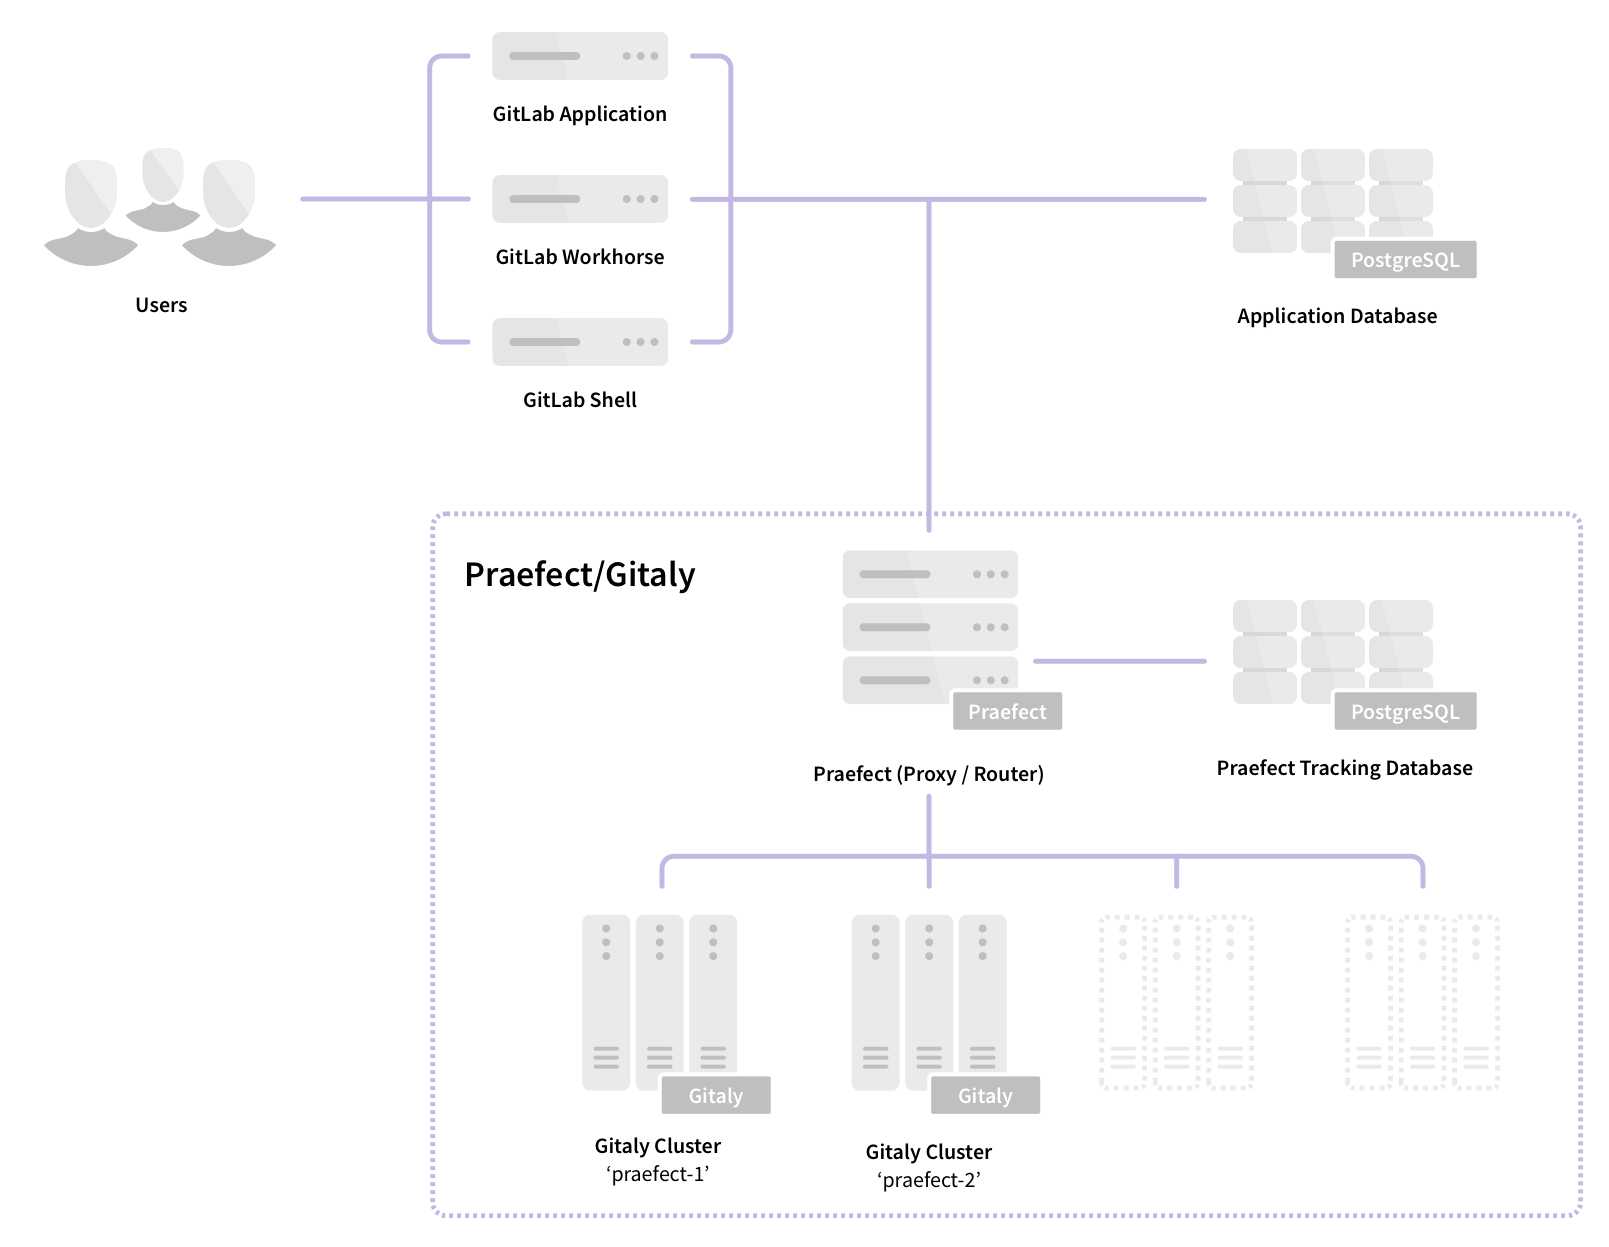 GitLab Application
GitLab Workhorse
Users
PostgreSQL
Application Database
GitLab Shell
Praefect/Gitaly
Praefect
PostgreSQL
Praefect (Proxy / Router)
Praefect Tracking Database
Gitaly
Gitaly
Gitaly Cluster
‘praefect-1’
Gitaly Cluster
‘praefect-2’